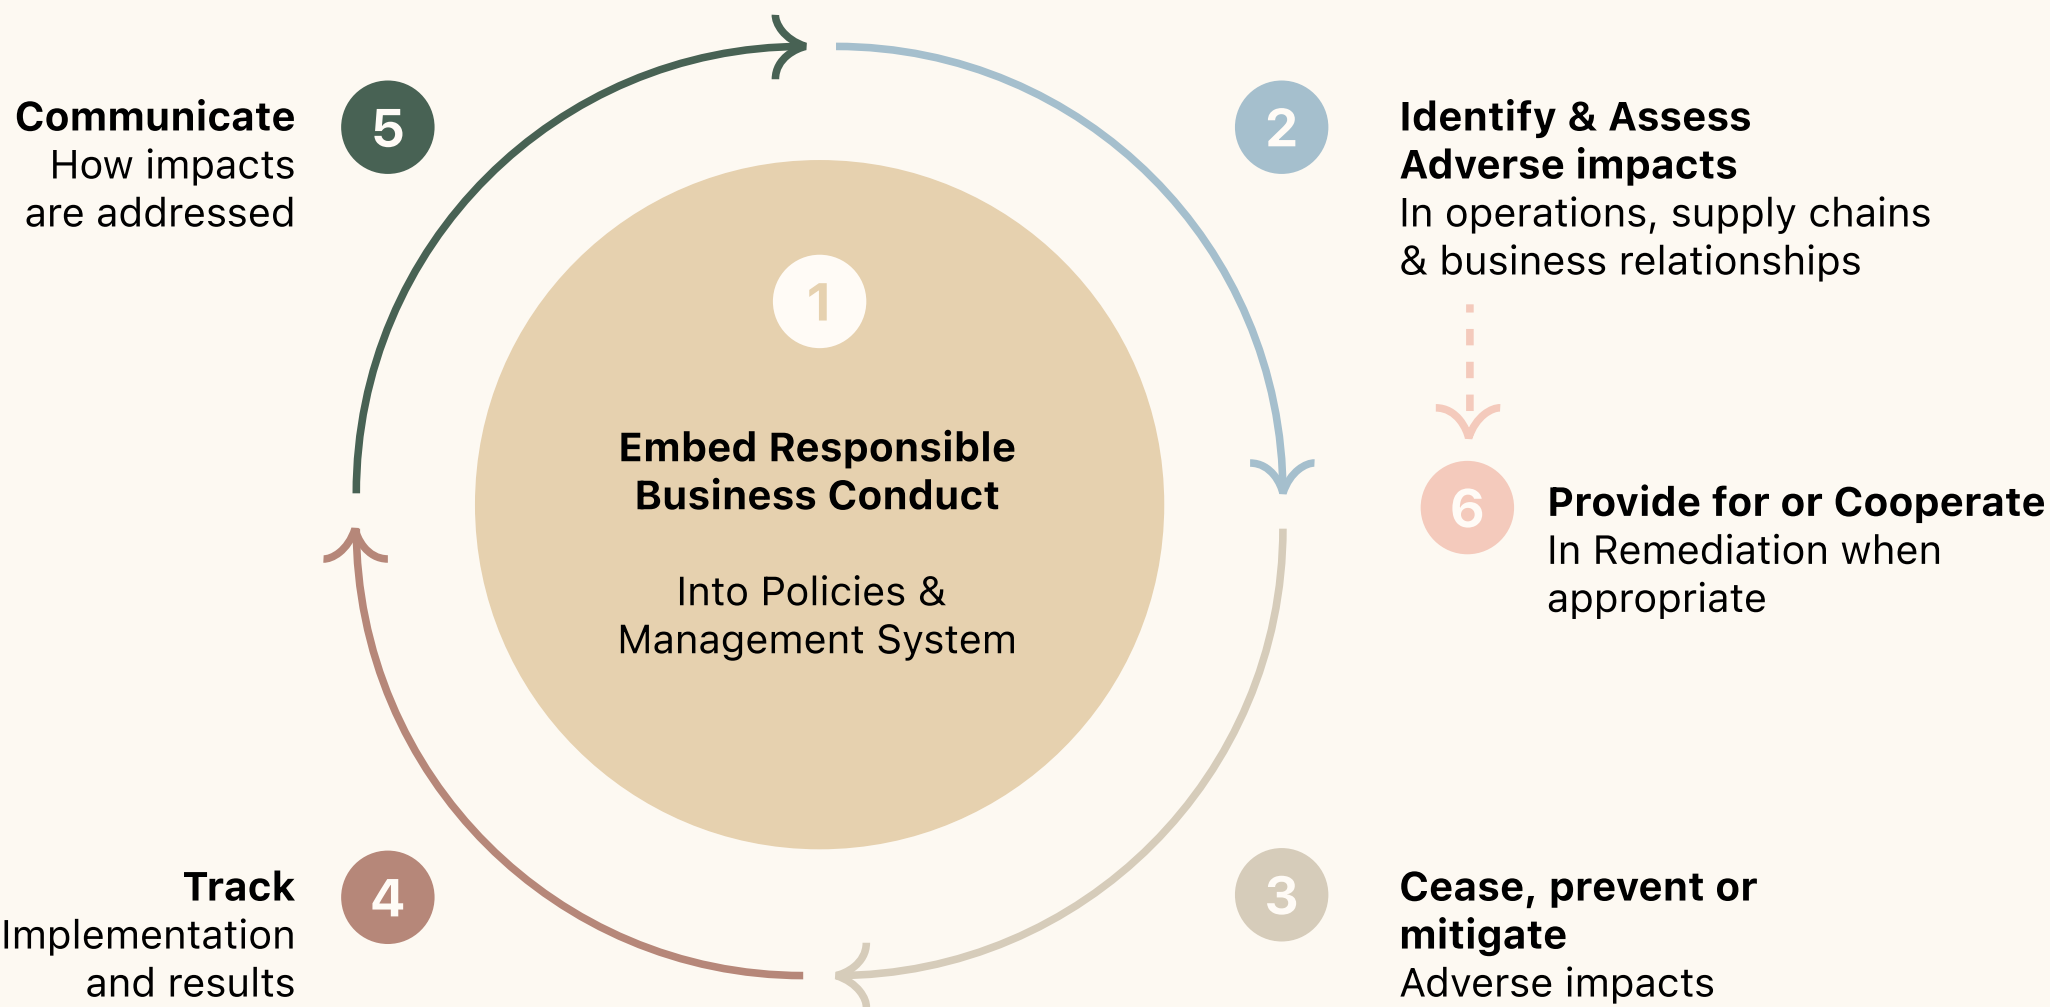 1
Embed Responsible
Business Conduct
Into Policies &
Management System
2
Identify & Assess
Adverse impacts
In operations, supply chains
& business relationships
3
Cease, prevent or
mitigate
Adverse impacts
4
Track
Implementation
and results
5
Communicate
How impacts
are addressed
6
Provide for or Cooperate
In Remediation when
appropriate